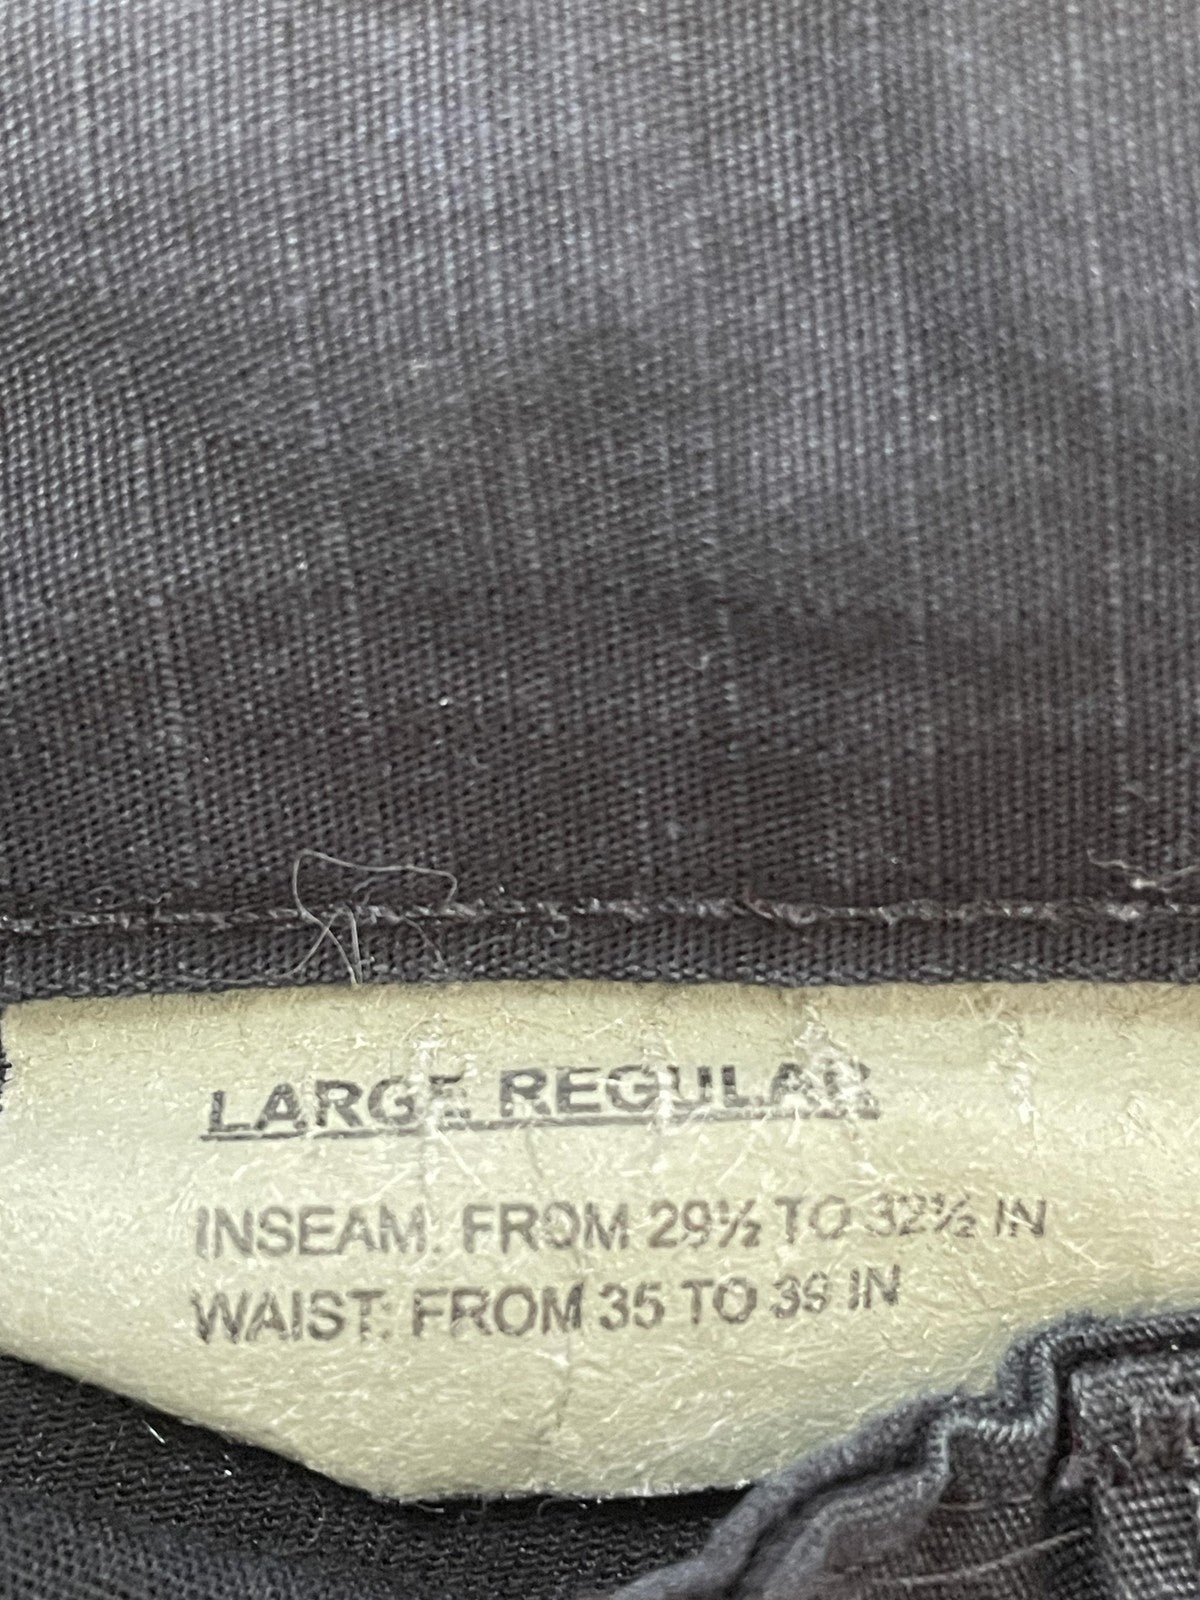 LARGE REGULAR
INSEAM: FROM 29½ TO 32½ IN
WAIST: FROM 35 TO 39 IN